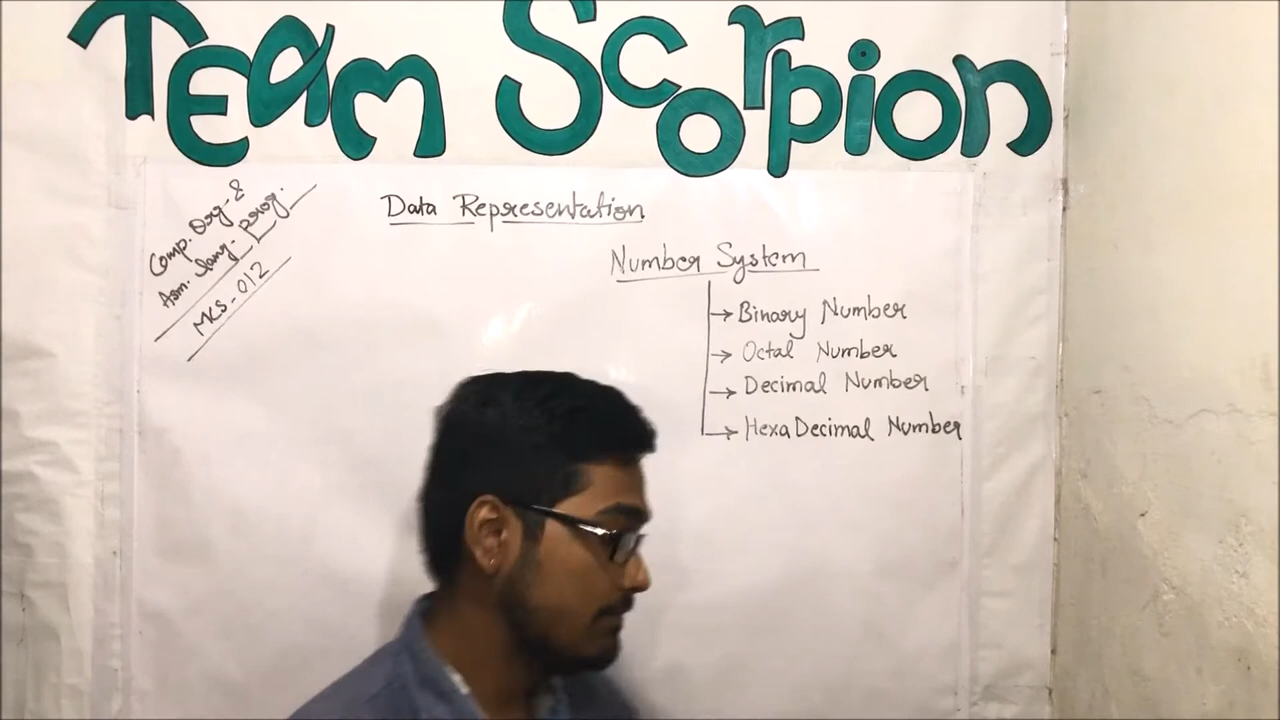 TEam Scorpion
Comp. Org. &
Asm. lang. prog.
MCS-012
Data Representation
Number System
→ Binary Number
→ Octal Number
→ Decimal Number
→ HexaDecimal Number